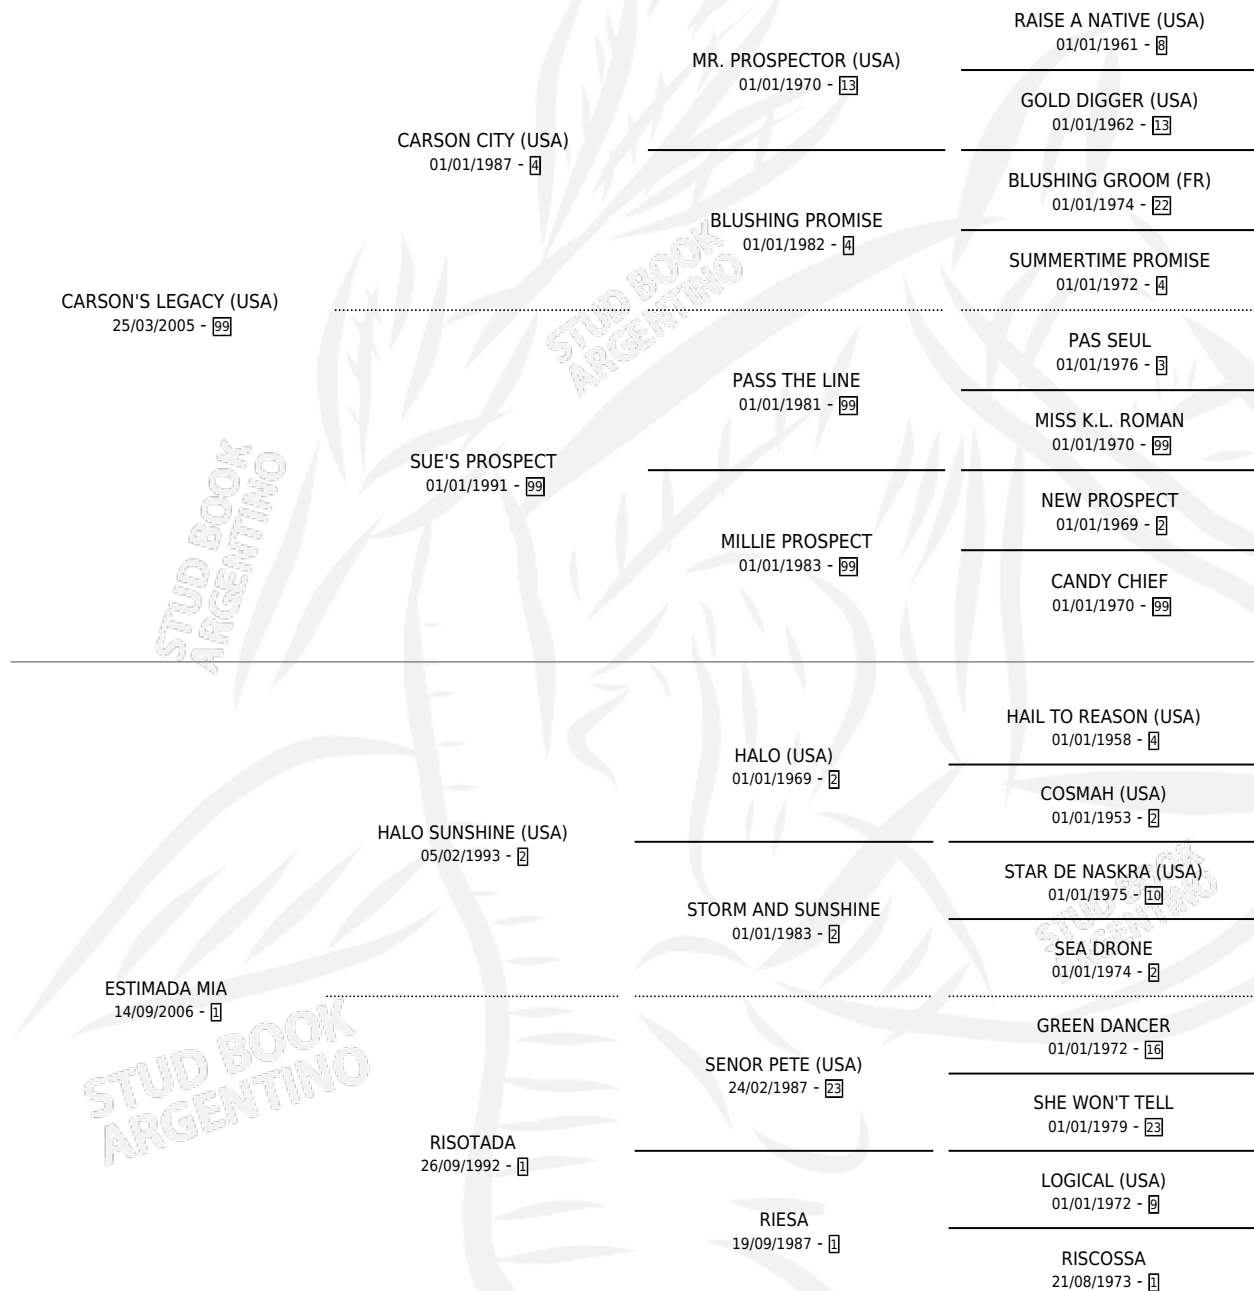 RAISE A NATIVE (USA)
01/01/1961 - 8
MR. PROSPECTOR (USA)
01/01/1970 - 13
GOLD DIGGER (USA)
01/01/1962 - 13
CARSON CITY (USA)
01/01/1987 - 4
BLUSHING GROOM (FR)
01/01/1974 - 22
BLUSHING PROMISE
01/01/1982 - 4
SUMMERTIME PROMISE
01/01/1972 - 4
CARSON'S LEGACY (USA)
25/03/2005 - 99
STUD BOOK
ARGENTINO
PAS SEUL
01/01/1976 - 3
PASS THE LINE
01/01/1981 - 99
MISS K.L. ROMAN
01/01/1970 - 99
SUE'S PROSPECT
01/01/1991 - 99
NEW PROSPECT
01/01/1969 - 2
MILLIE PROSPECT
01/01/1983 - 99
CANDY CHIEF
01/01/1970 - 99
STUD BOOK
ARGENTINO
HAIL TO REASON (USA)
01/01/1958 - 4
HALO (USA)
01/01/1969 - 2
COSMAH (USA)
01/01/1953 - 2
HALO SUNSHINE (USA)
05/02/1993 - 2
STAR DE NASKRA (USA)
01/01/1975 - 10
STORM AND SUNSHINE
01/01/1983 - 2
STUD BOOK
ARGENTINO
SEA DRONE
01/01/1974 - 2
ESTIMADA MIA
14/09/2006 - 1
STUD BOOK
ARGENTINO
GREEN DANCER
01/01/1972 - 16
SENOR PETE (USA)
24/02/1987 - 23
SHE WON'T TELL
01/01/1979 - 23
RISOTADA
26/09/1992 - 1
LOGICAL (USA)
01/01/1972 - 9
RIESA
19/09/1987 - 1
RISCOSSA
21/08/1973 - 1